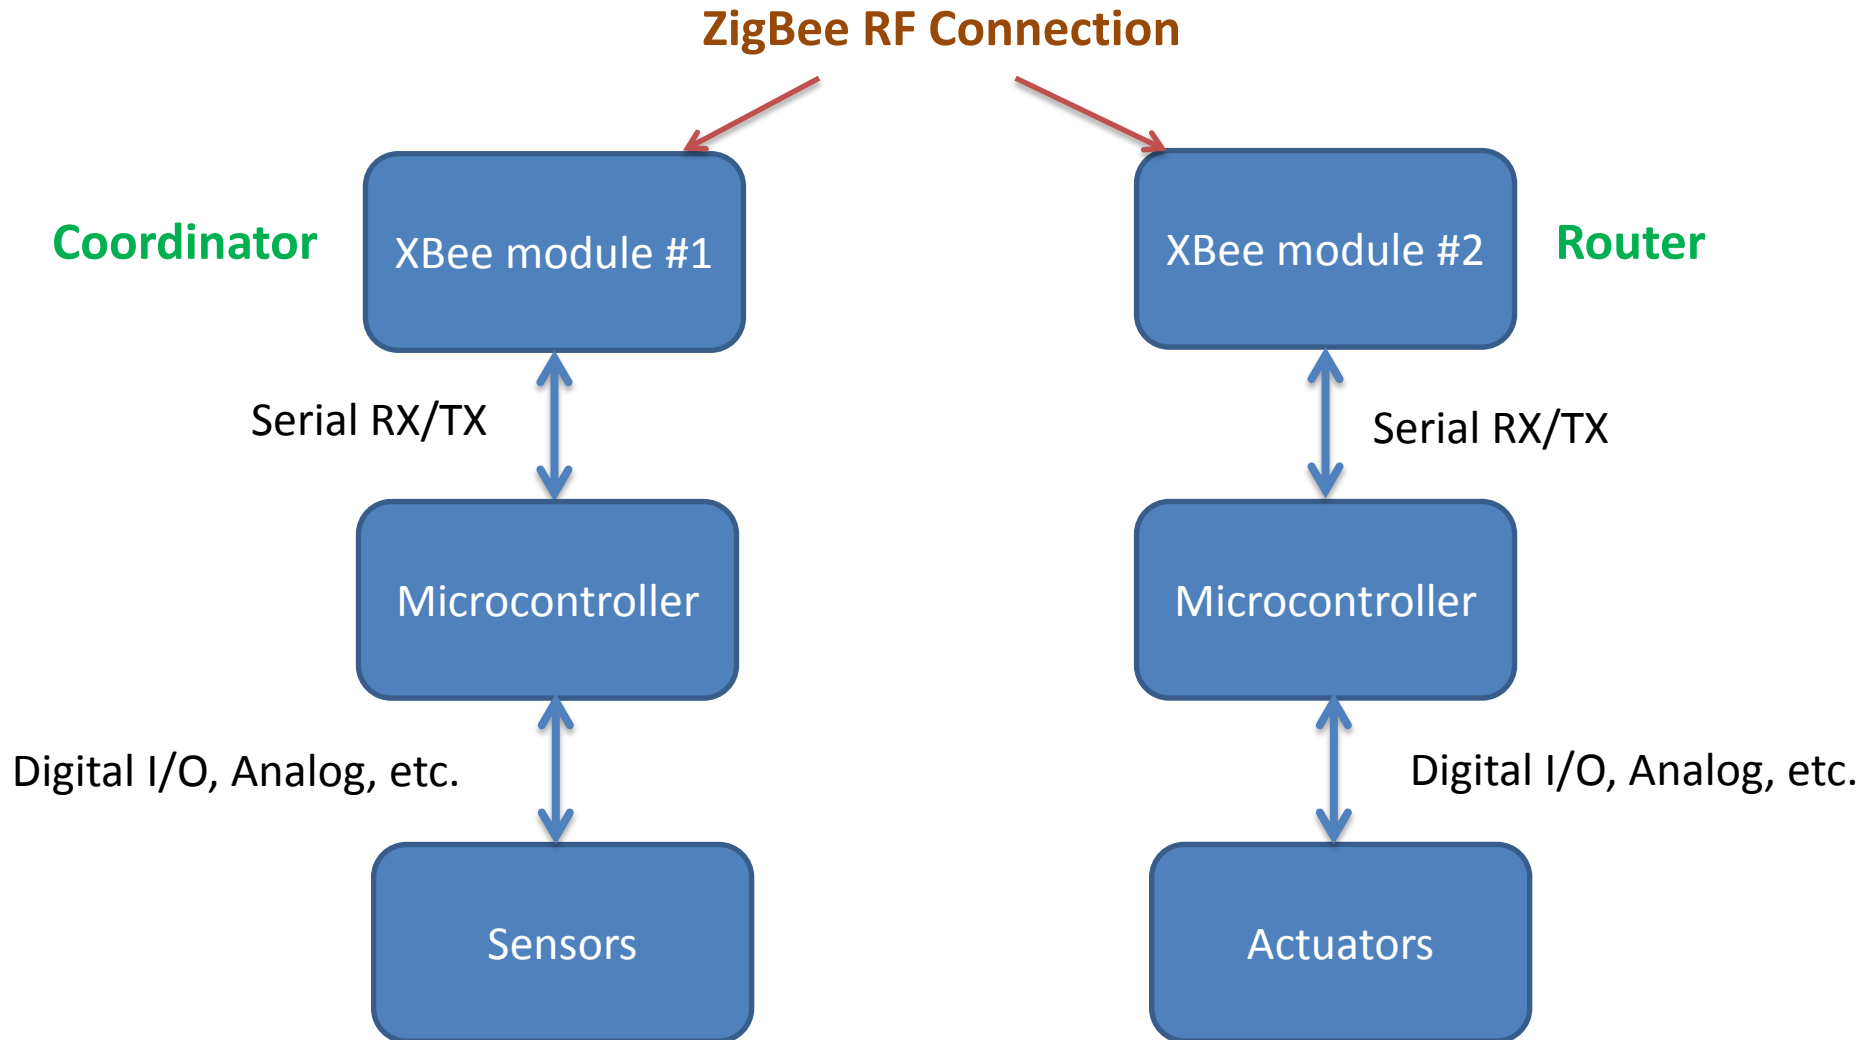 ZigBee RF Connection
Coordinator
XBee module #1
XBee module #2
Router
Serial RX/TX
Serial RX/TX
Microcontroller
Microcontroller
Digital I/O, Analog, etc.
Digital I/O, Analog, etc.
Sensors
Actuators